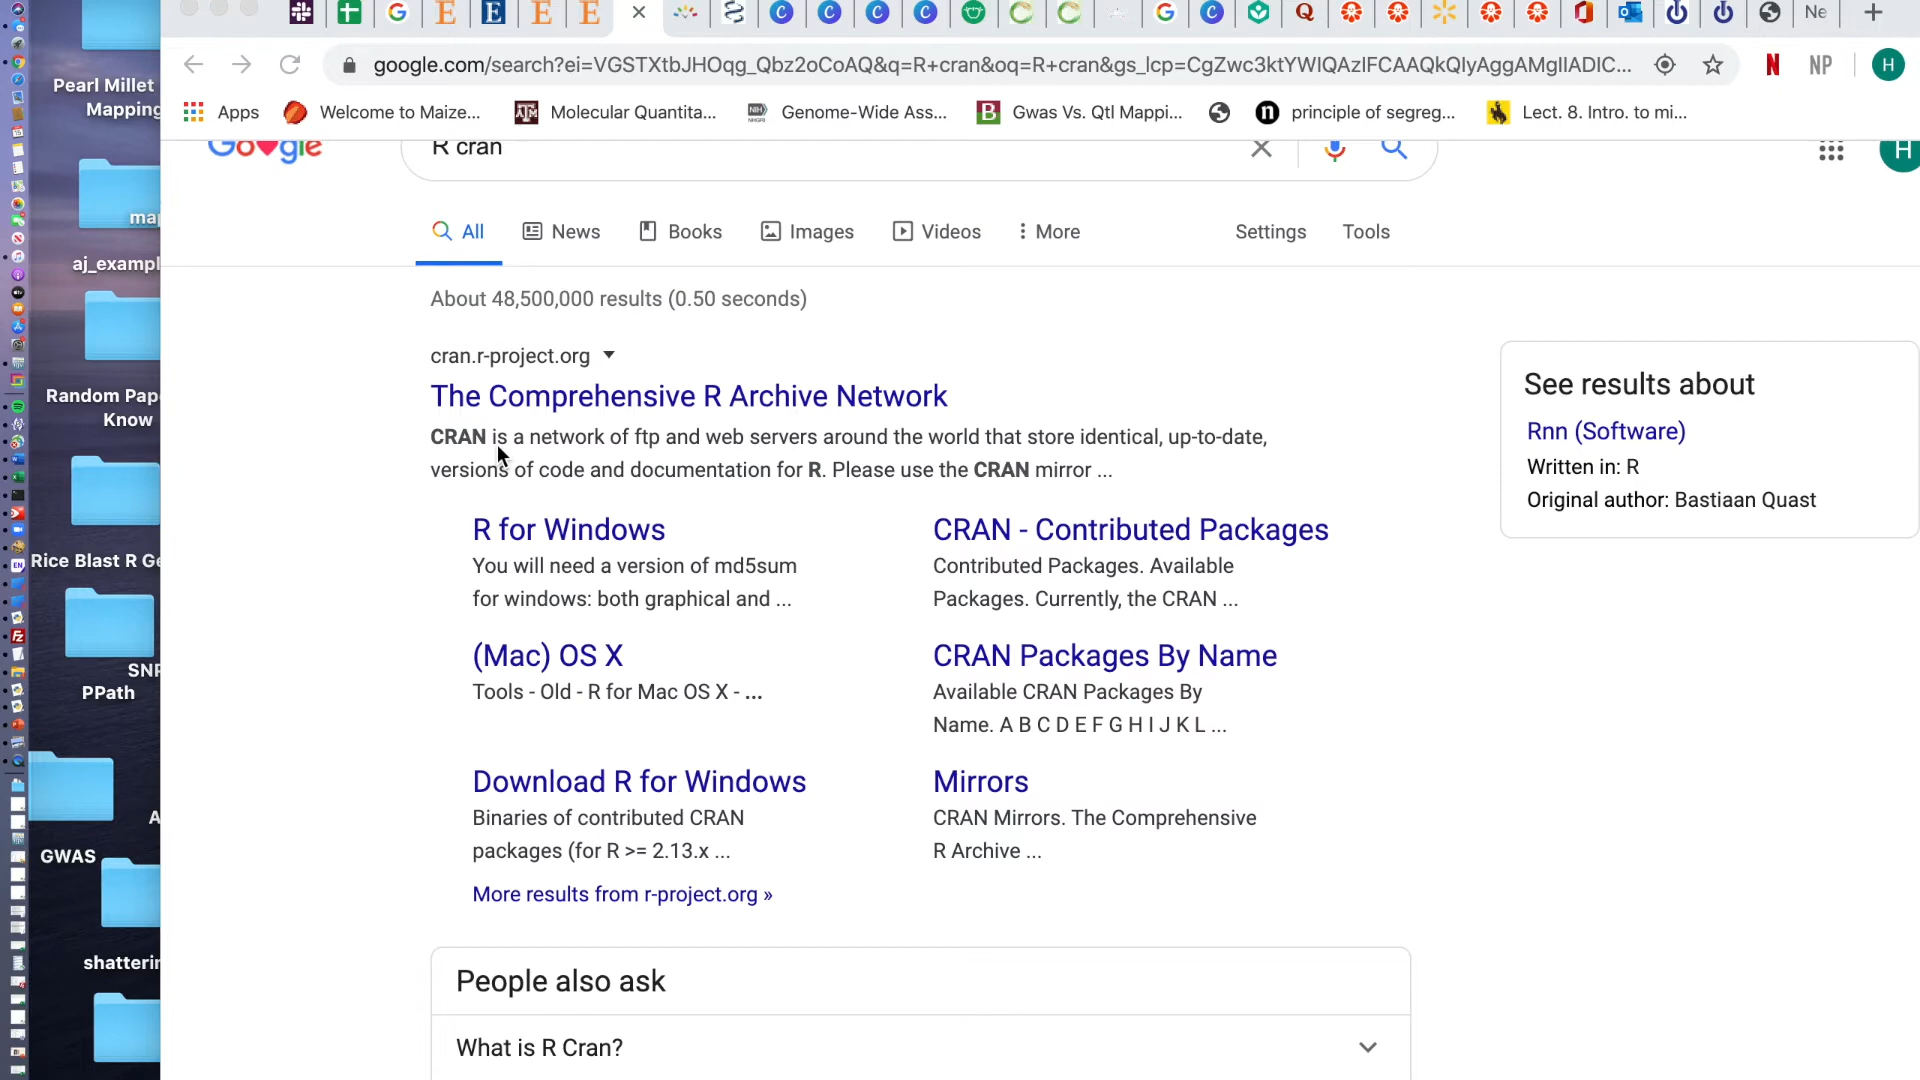 Ne
google.com/search?ei=VGSTXtbJHOqg_Qbz2oCoAQ&q=R+cran&oq=R+cran&gs_lcp=CgZwc3ktYWIQAzIFCAAQkQIyAggAMgIIADIC...
N NP H
Apps Welcome to Maize... Molecular Quantita... Genome-Wide Ass... Gwas Vs. Qtl Mappi... principle of segreg... Lect. 8. Intro. to mi...
Google R cran H
All News Books Images Videos More Settings Tools
About 48,500,000 results (0.50 seconds)
cran.r-project.org
The Comprehensive R Archive Network
CRAN is a network of ftp and web servers around the world that store identical, up-to-date,
versions of code and documentation for R. Please use the CRAN mirror ...
R for Windows
You will need a version of md5sum
for windows: both graphical and ...
CRAN - Contributed Packages
Contributed Packages. Available
Packages. Currently, the CRAN ...
(Mac) OS X
Tools - Old - R for Mac OS X - ...
CRAN Packages By Name
Available CRAN Packages By
Name. A B C D E F G H I J K L ...
Download R for Windows
Binaries of contributed CRAN
packages (for R >= 2.13.x ...
Mirrors
CRAN Mirrors. The Comprehensive
R Archive ...
More results from r-project.org »
See results about
Rnn (Software)
Written in: R
Original author: Bastiaan Quast
People also ask
What is R Cran?
Pearl Millet
Mapping
map
aj_exampl
Random Pap
Know
Rice Blast R Ge
SNP
PPath
A
GWAS
shatterin